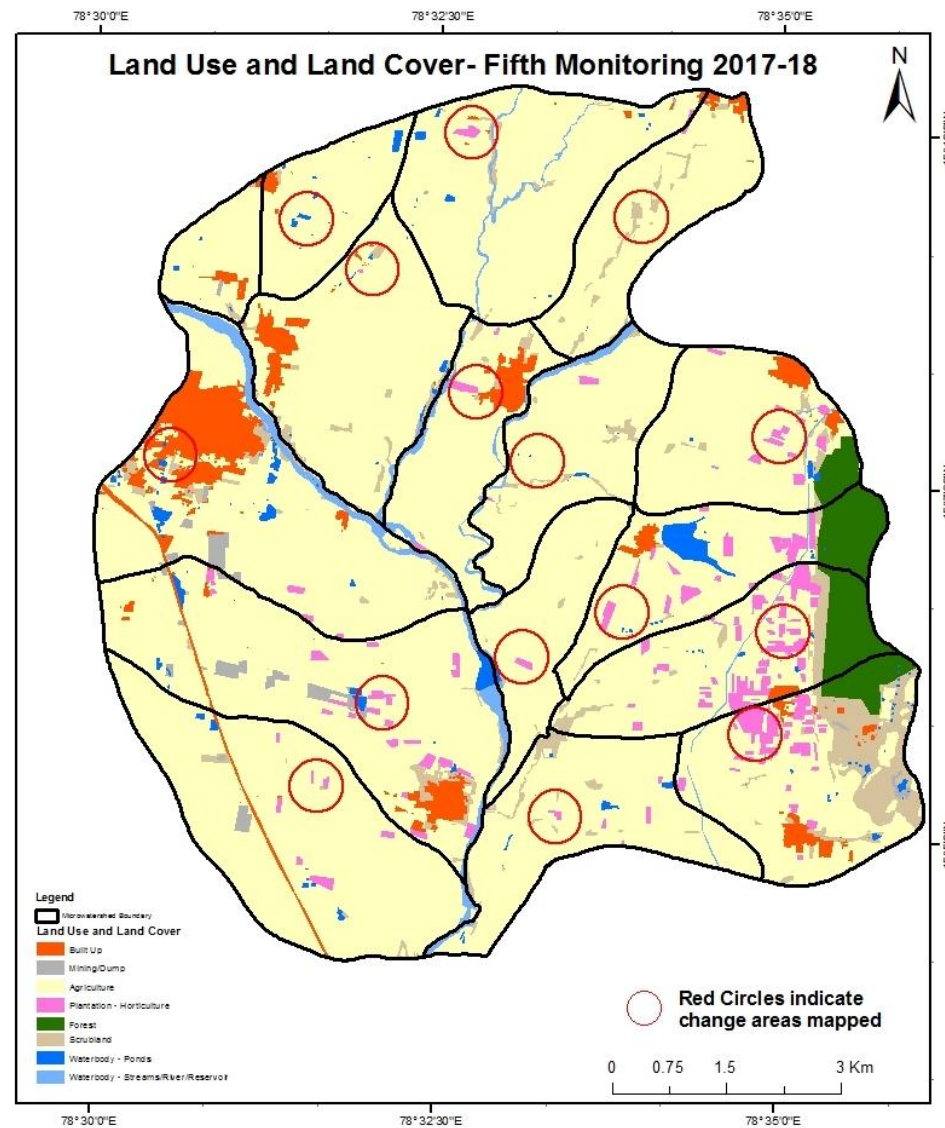 78°30'0"E 78°32'30"E 78°35'0"E
Land Use and Land Cover- Fifth Monitoring 2017-18
N
Legend
Microwatershed Boundary
Land Use and Land Cover
Built Up
Mining/Dump
Agriculture
Plantation - Horticulture
Forest
Scrubland
Waterbody - Ponds
Waterbody - Streams/River/Reservoir
Red Circles indicate
change areas mapped
0 0.75 1.5 3 Km
78°30'0"E 78°32'30"E 78°35'0"E